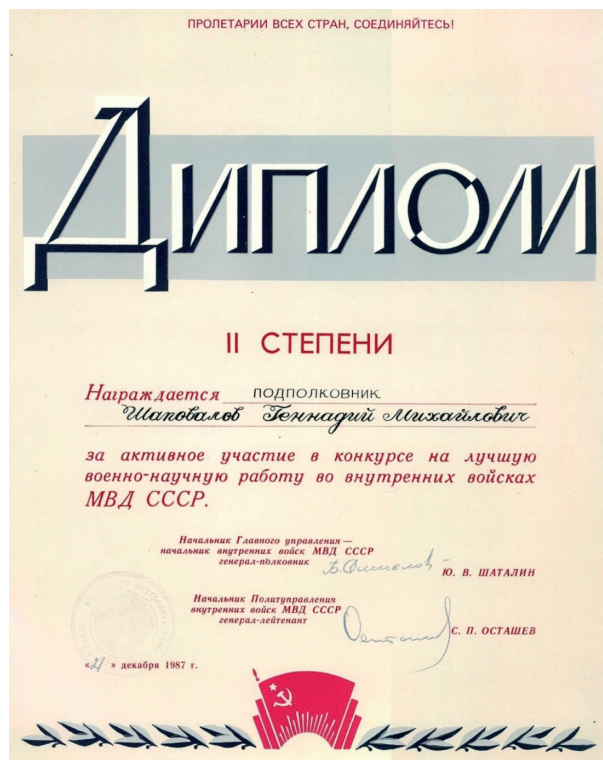 ПРОЛЕТАРИИ ВСЕХ СТРАН, СОЕДИНЯЙТЕСЬ!
ДИПЛОМ
II СТЕПЕНИ
Награждается ПОДПОЛКОВНИК
Шаповалов Геннадий Михайлович
за активное участие в конкурсе на лучшую
военно-научную работу во внутренних войсках
МВД СССР.
Начальник Главного управления —
начальник внутренних войск МВД СССР
генерал-полковник
Ю. В. ШАТАЛИН
Начальник Политуправления
внутренних войск МВД СССР
генерал-лейтенант
С. П. ОСТАШЕВ
«21» декабря 1987 г.